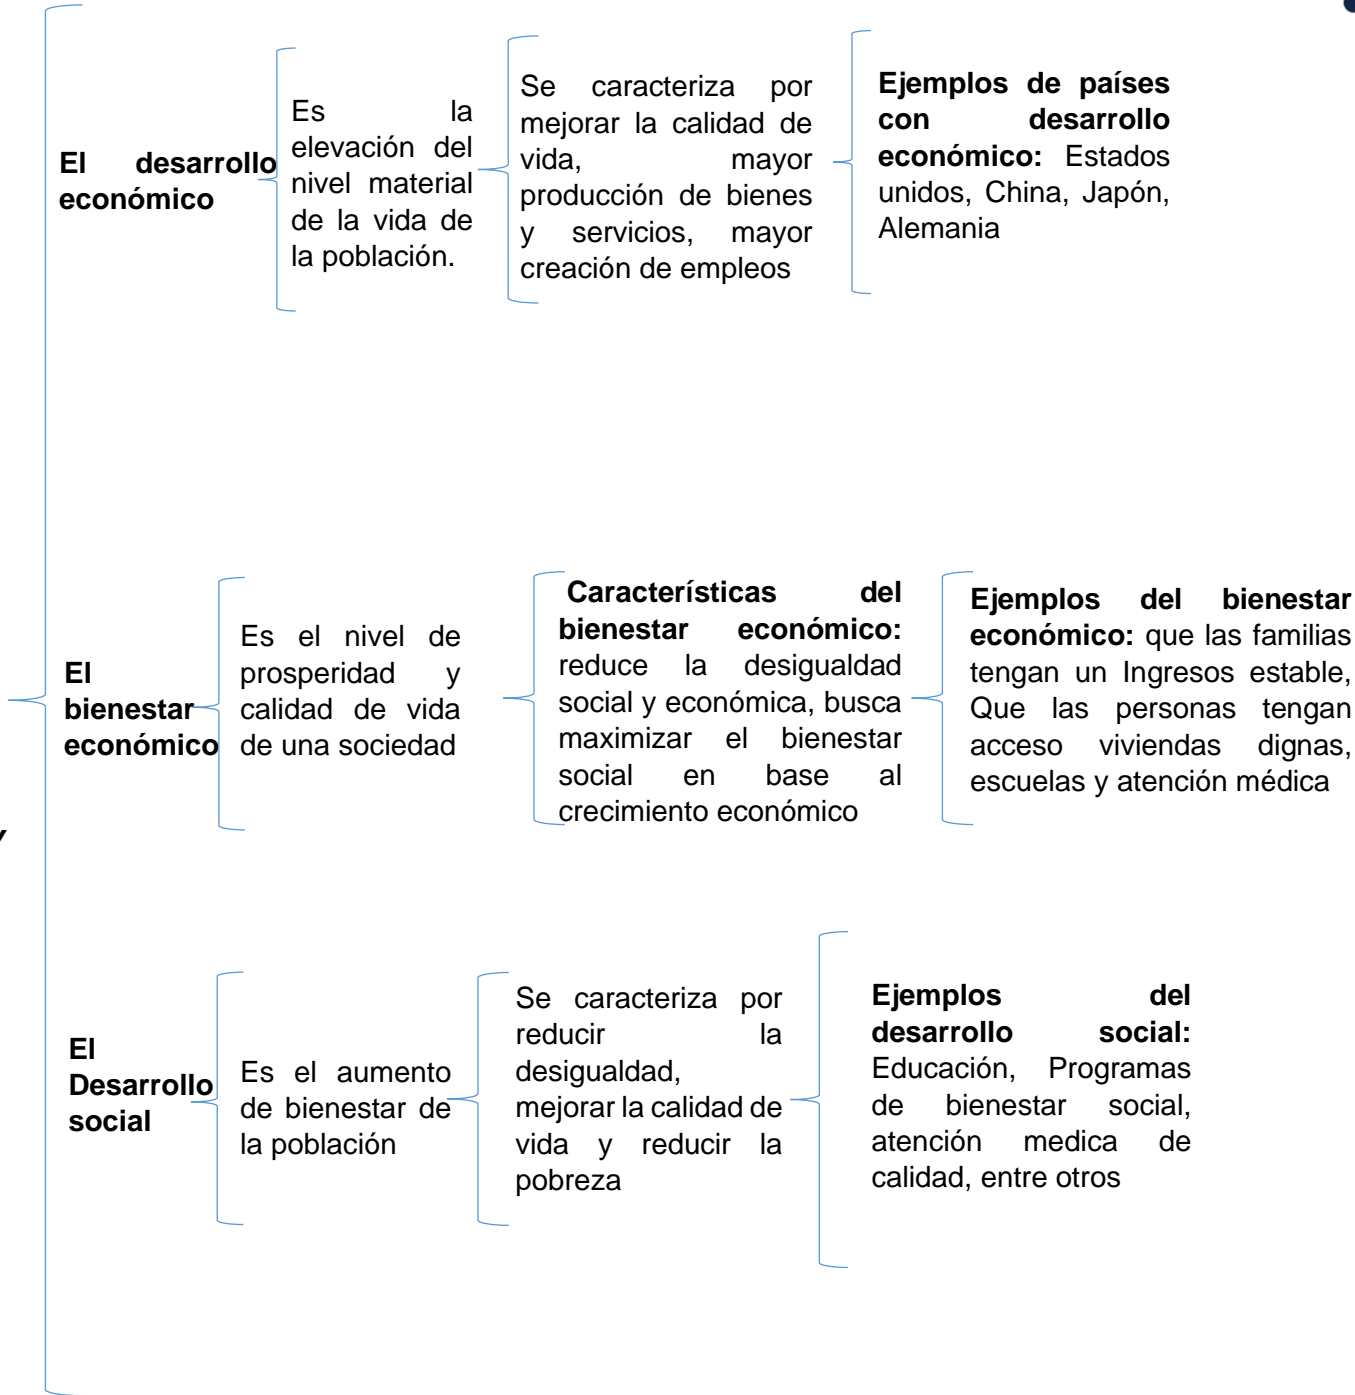 El desarrollo
económico
Es la
elevación del
nivel material
de la vida de
la población.
Se caracteriza por
mejorar la calidad de
vida, mayor
producción de bienes
y servicios, mayor
creación de empleos
Ejemplos de países
con desarrollo
económico: Estados
unidos, China, Japón,
Alemania
El
bienestar
económico
Es el nivel de
prosperidad y
calidad de vida
de una sociedad
Característicras del
bienestar económico:
reduce la desigualdad
social y económica, busca
maximizar el bienestar
social en base al
crecimiento económico
Ejemplos del bienestar
económico: que las familias
tengan un Ingresos estable,
Que las personas tengan
acceso viviendas dignas,
escuelas y atención médica
El
Desarrollo
social
Es el aumento
de bienestar de
la población
Se caracteriza por
reducir la
desigualdad,
mejorar la calidad de
vida y reducir la
pobreza
Ejemplos del
desarrollo social:
Educación, Programas
de bienestar social,
atención medica de
calidad, entre otros